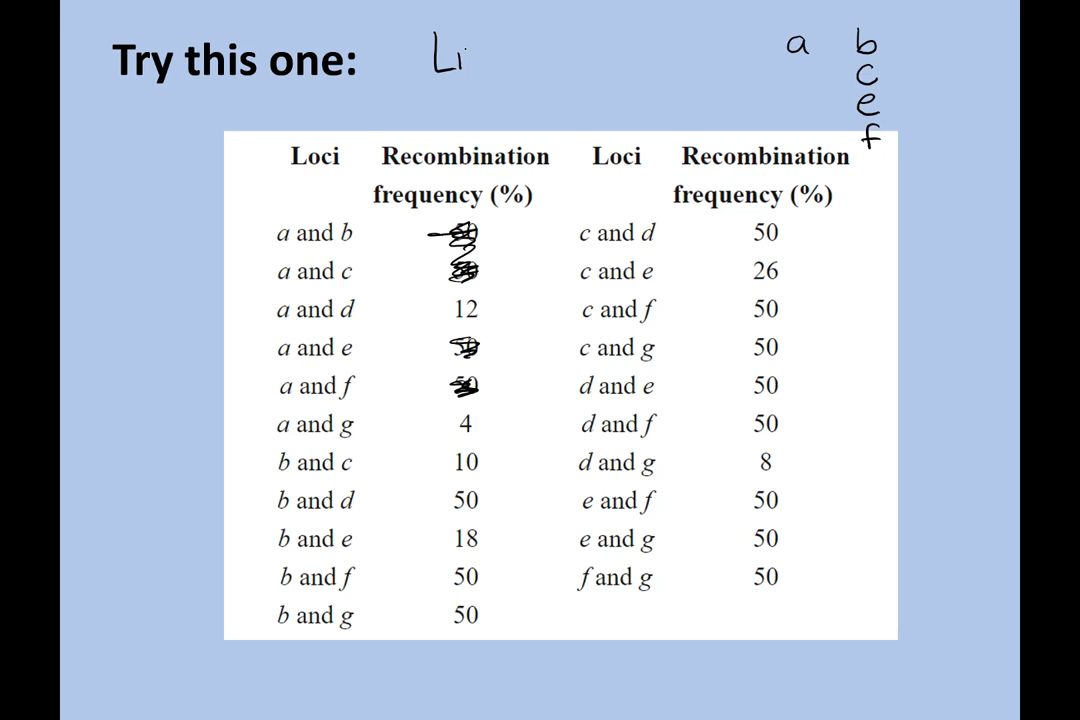 Try this one: Li a b
c
e
f
Loci Recombination Loci Recombination
frequency (%) frequency (%)
a and b c and d 50
a and c c and e 26
a and d 12 c and f 50
a and e c and g 50
a and f d and e 50
a and g 4 d and f 50
b and c 10 d and g 8
b and d 50 e and f 50
b and e 18 e and g 50
b and f 50 f and g 50
b and g 50